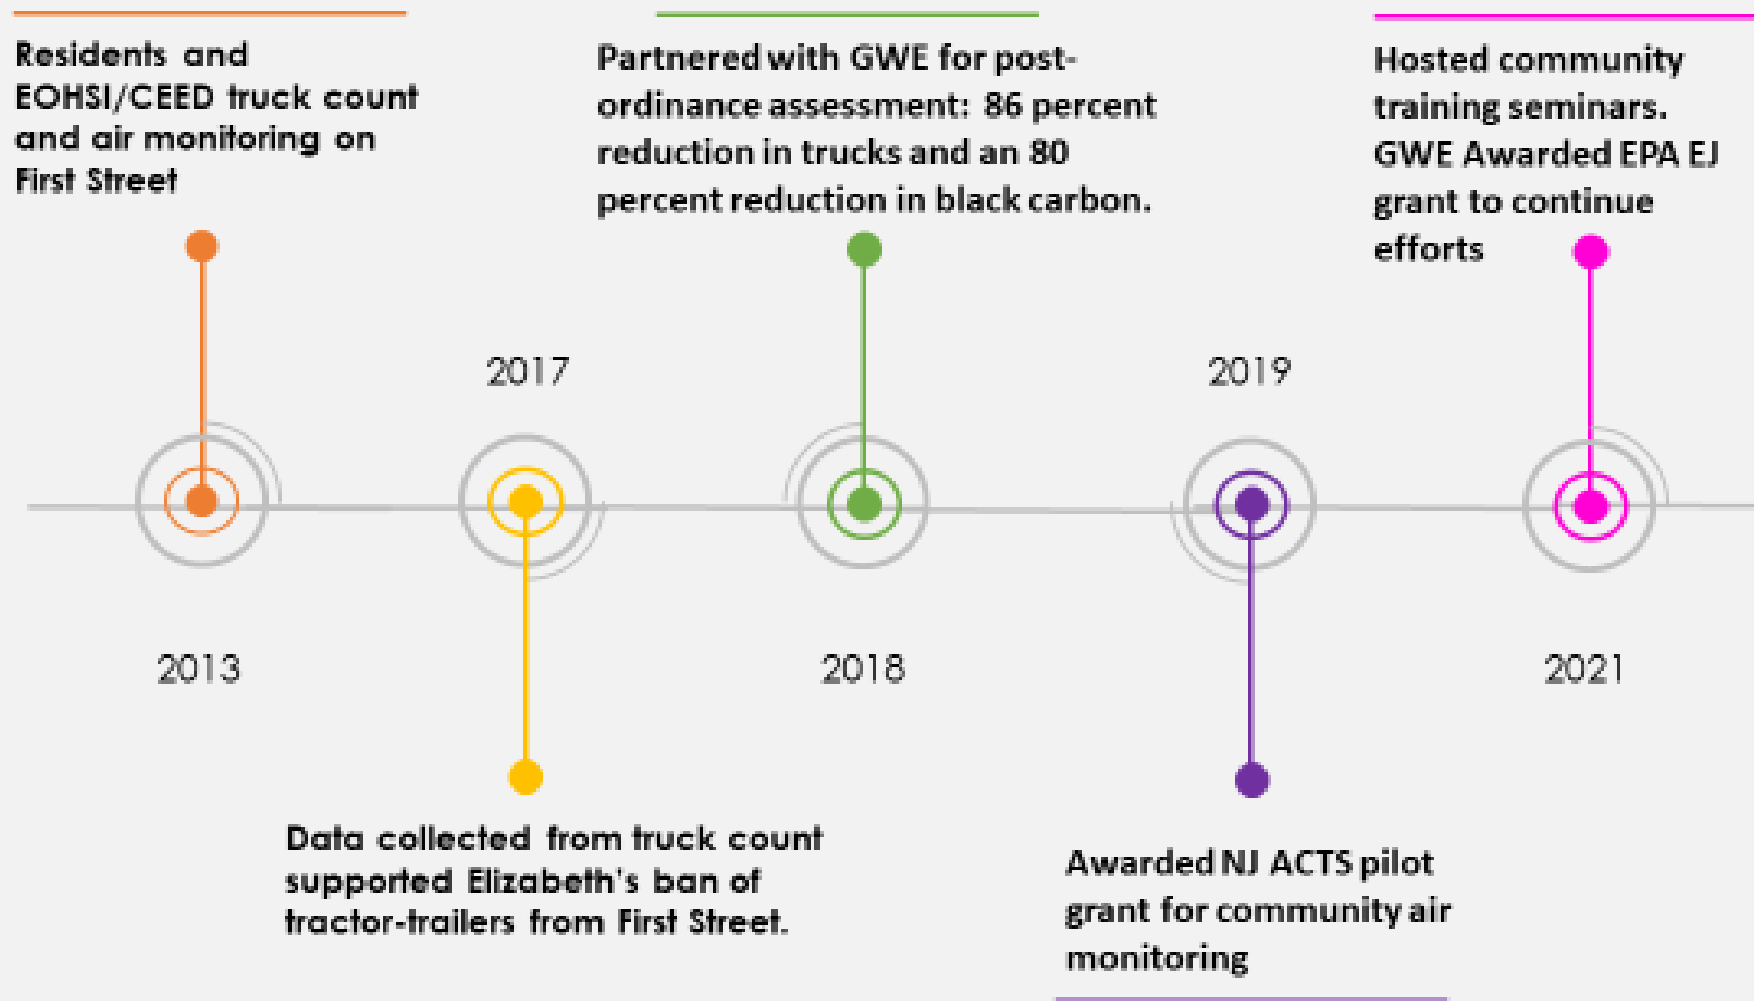 Residents and
EOHSI/CEED truck count
and air monitoring on
First Street
2013
2017
Data collected from truck count
supported Elizabeth's ban of
tractor-trailers from First Street.
Partnered with GWE for post-
ordinance assessment: 86 percent
reduction in trucks and an 80
percent reduction in black carbon.
2018
2019
Awarded NJ ACTS pilot
grant for community air
monitoring
Hosted community
training seminars.
GWE Awarded EPA EJ
grant to continue
efforts
2021